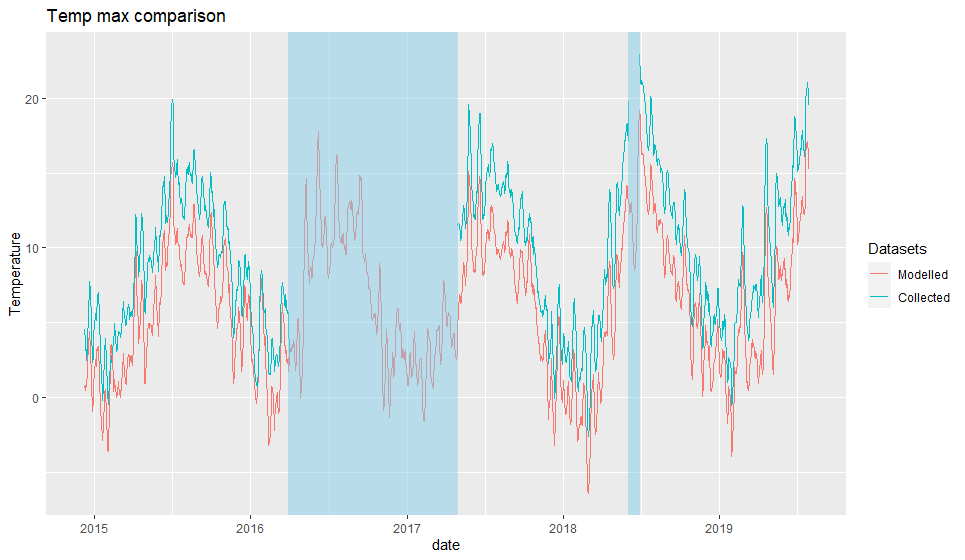 Temp max comparison
Temperature
20
10
0
2015 2016 2017 2018 2019
date
Datasets
Modelled
Collected